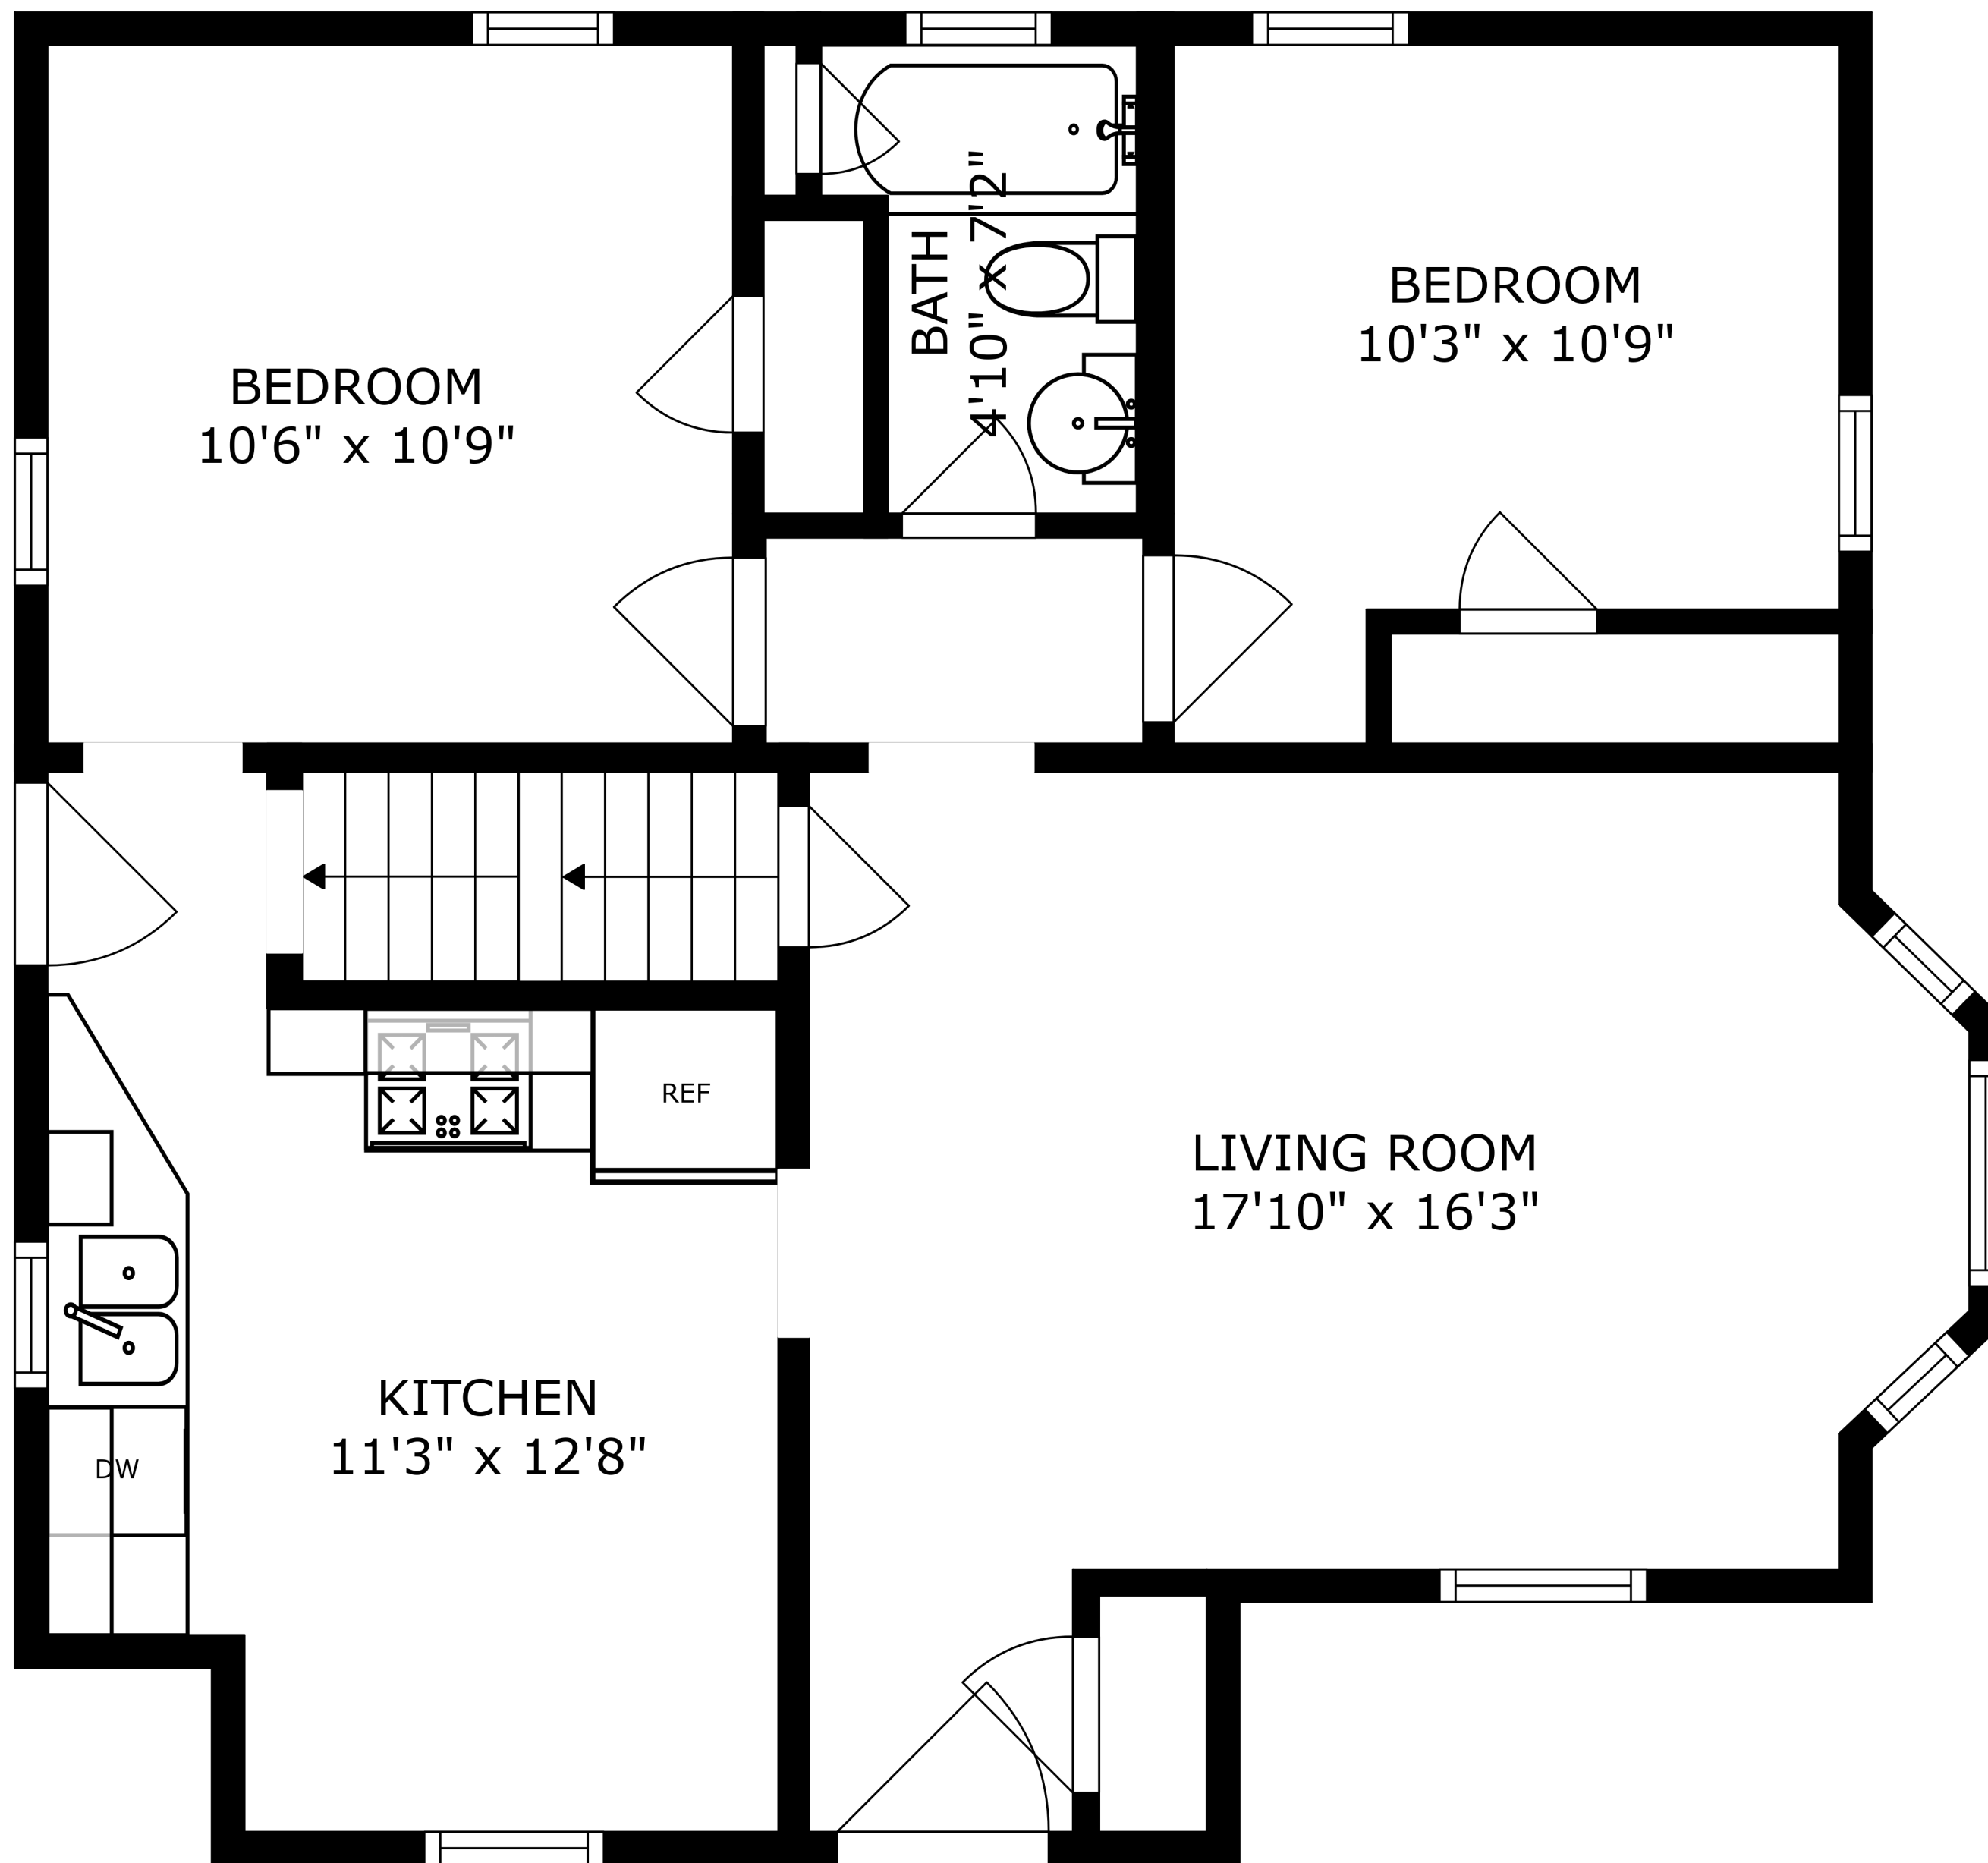 BATH
4'10" x 7'2"
BEDROOM
10'3" x 10'9"
BEDROOM
10'6" x 10'9"
REF
LIVING ROOM
17'10" x 16'3"
KITCHEN
11'3" x 12'8"
DW